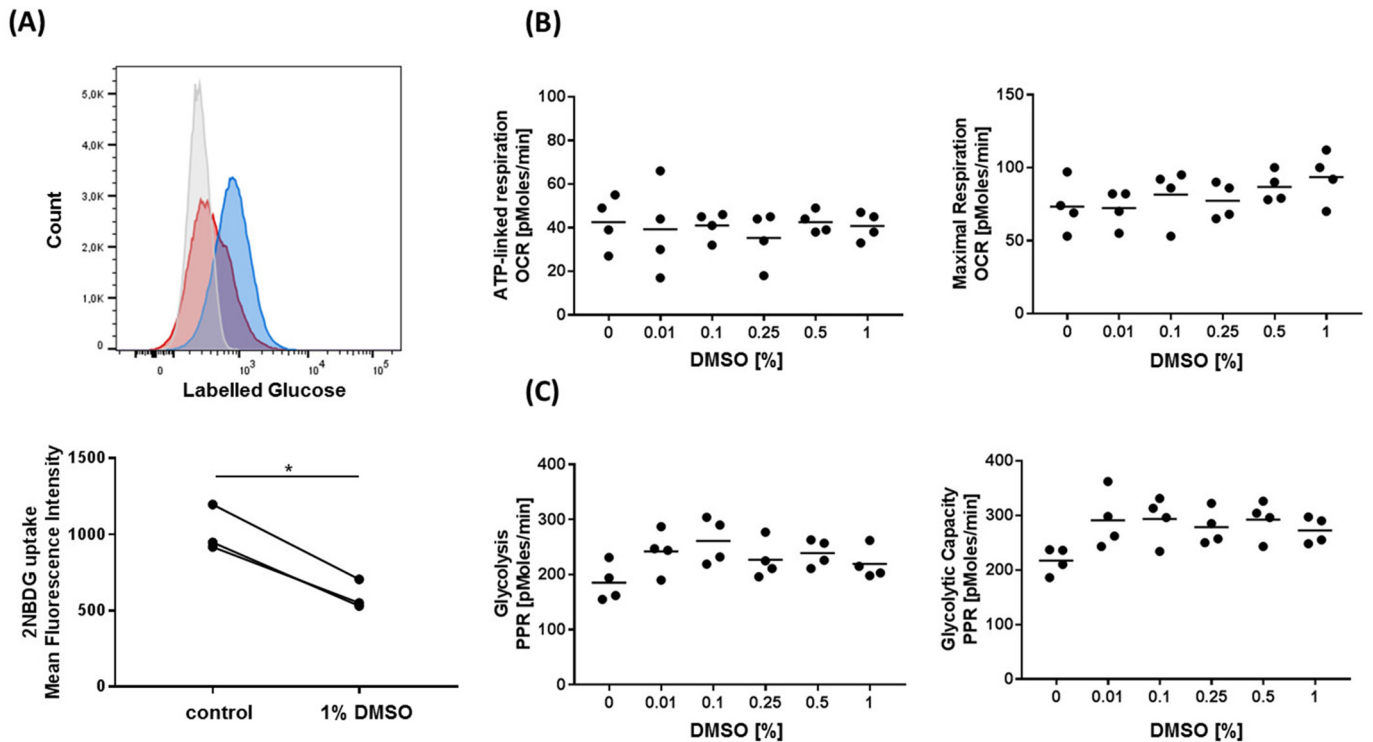 (A)
5,0K
4,0K
3,0K
2,0K
1,0K
0
Count
0 10³ 10⁴ 10⁵
Labelled Glucose
1500
1000
500
0
2NBDG uptake
Mean Fluorescence Intensity
*
control 1% DMSO
(B)
100
80
60
40
20
0
ATP-linked respiration
OCR [pMoles/min]
0 0.01 0.1 0.25 0.5 1
DMSO [%]
150
100
50
0
Maximal Respiration
OCR [pMoles/min]
0 0.01 0.1 0.25 0.5 1
DMSO [%]
(C)
400
300
200
100
0
Glycolysis
PPR [pMoles/min]
0 0.01 0.1 0.25 0.5 1
DMSO [%]
400
300
200
100
0
Glycolytic Capacity
PPR [pMoles/min]
0 0.01 0.1 0.25 0.5 1
DMSO [%]